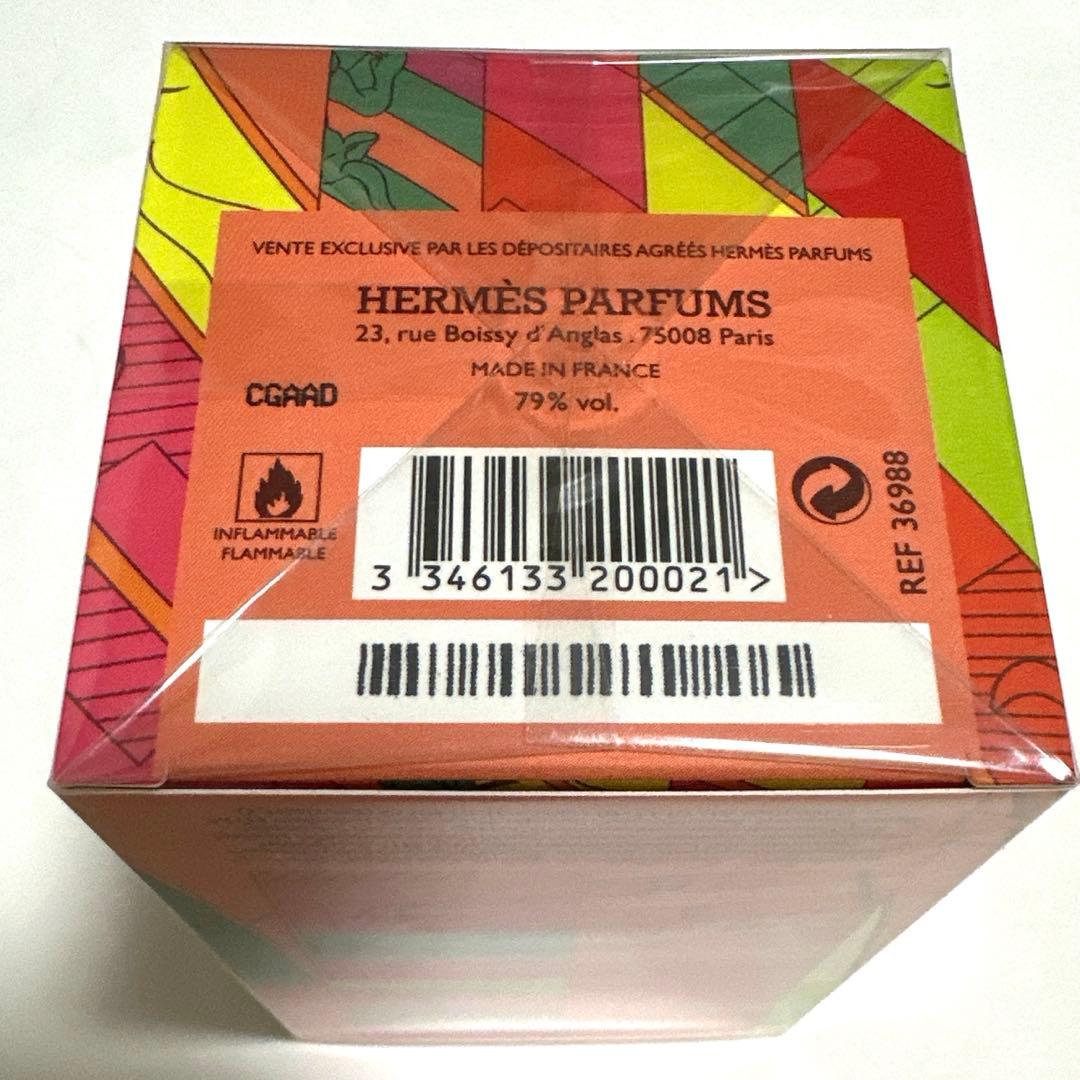 VENTE EXCLUSIVE PAR LES DÉPOSITAIRES AGRÉÉS HERMÈS PARFUMS
HERMÈS PARFUMS
23, rue Boissy d'Anglas . 75008 Paris
MADE IN FRANCE
79% vol.
CGAAD
INFLAMMABLE
FLAMMABLE
3 346133 200021 >
REF 36988